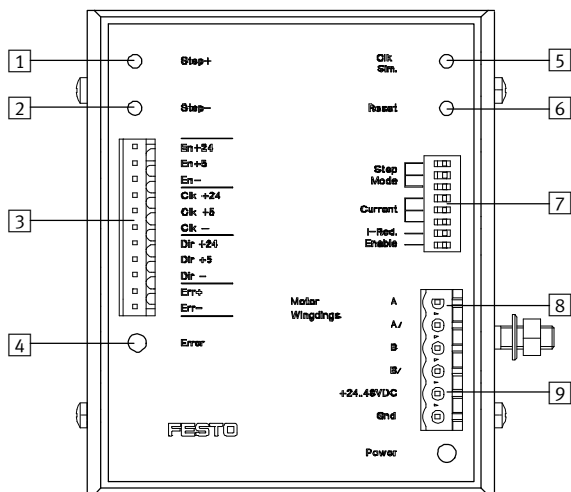 1
Step+
Clk
Sim.
5
2
Step-
Reset
6
3
En+24
En+5
En-
Clk +24
Clk +5
Clk -
Dir +24
Dir +5
Dir -
Err+
Err-
Step
Mode
Current
I-Red.
Enable
7
4
Error
Motor
Wingdings
A
A/
B
B/
8
+24..48VDC
9
Gnd
FESTO
Power